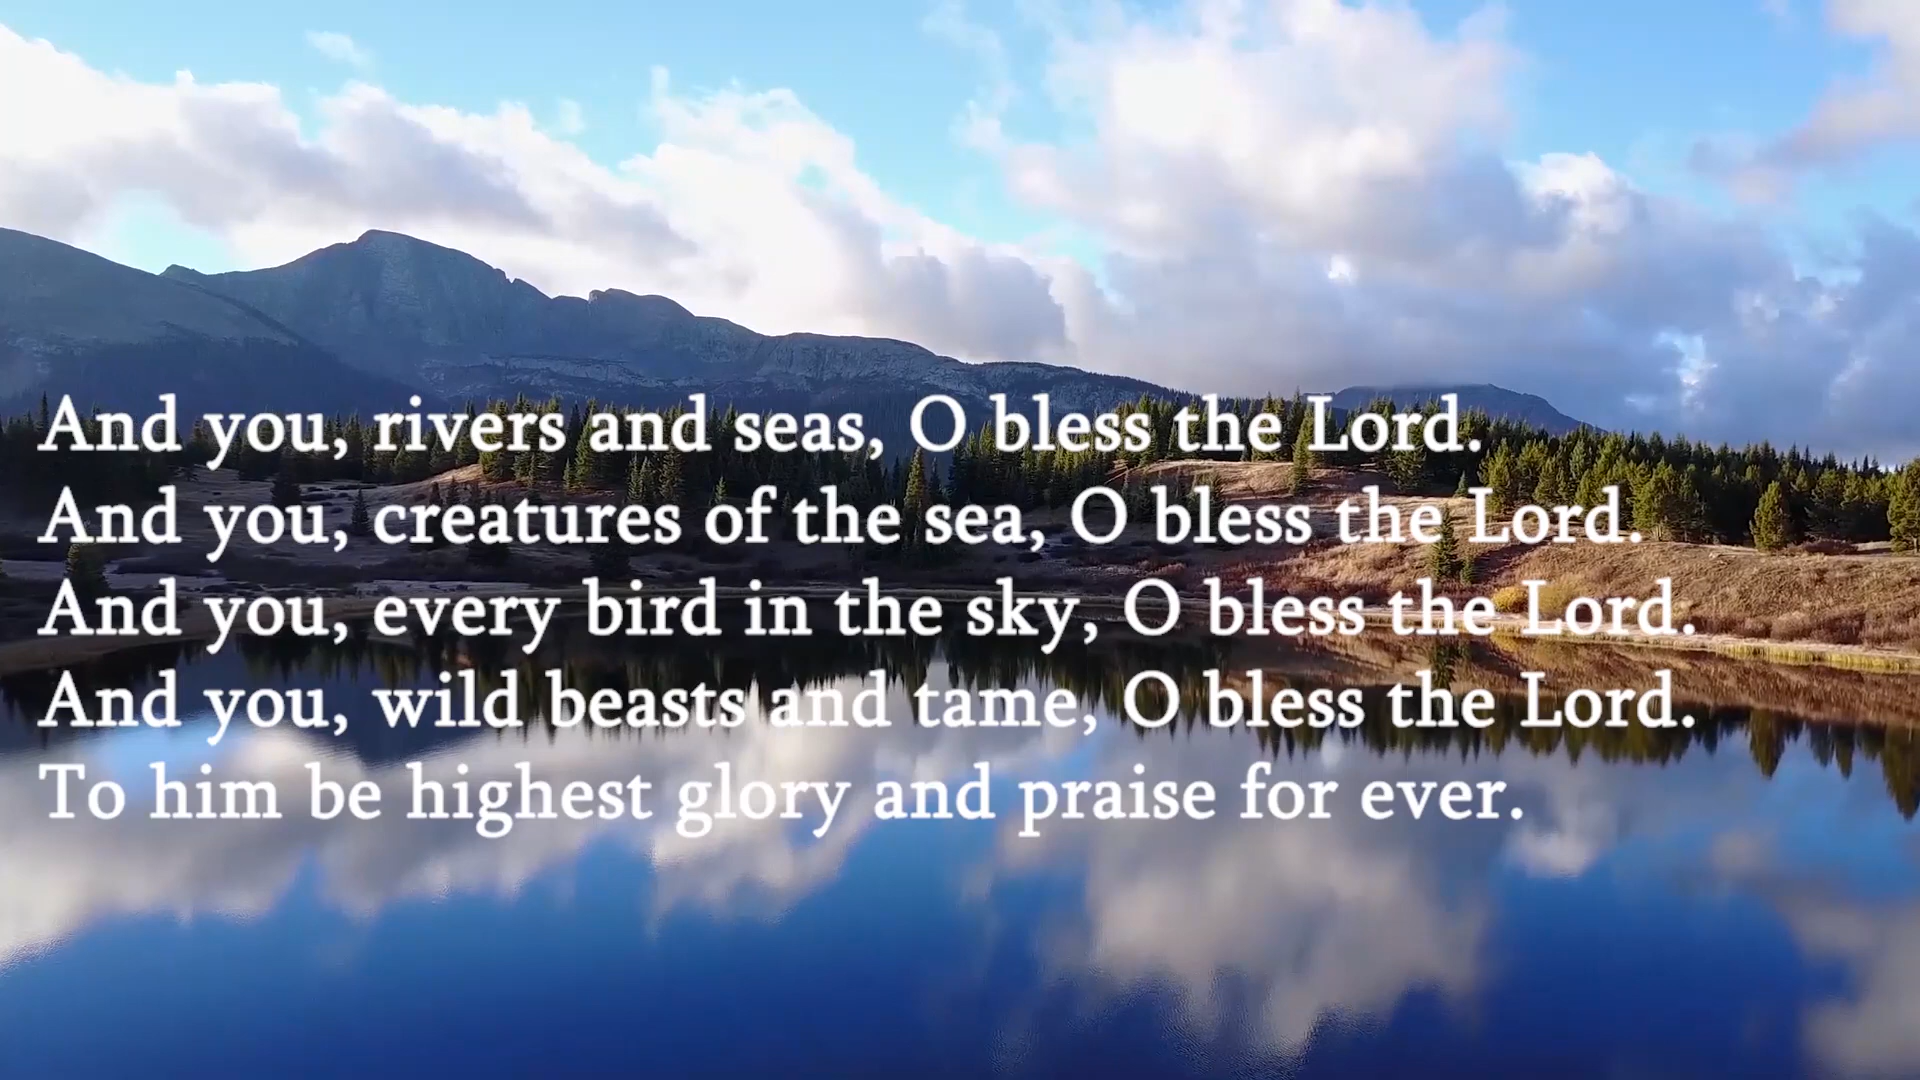 And you, rivers and seas, O bless the Lord.
And you, creatures of the sea, O bless the Lord.
And you, every bird in the sky, O bless the Lord.
And you, wild beasts and tame, O bless the Lord.
To him be highest glory and praise for ever.